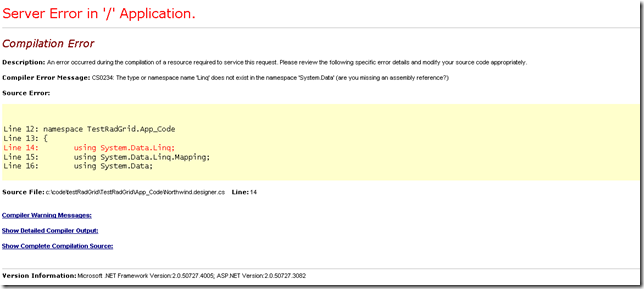 Server Error in '/' Application.
Compilation Error
Description: An error occurred during the compilation of a resource required to service this request. Please review the following specific error details and modify your source code appropriately.
Compiler Error Message: CS0234: The type or namespace name 'Linq' does not exist in the namespace 'System.Data' (are you missing an assembly reference?)
Source Error:
Line 12: namespace TestRadGrid.App_Code
Line 13: {
Line 14:     using System.Data.Linq;
Line 15:     using System.Data.Linq.Mapping;
Line 16:     using System.Data;
Source File: c:\code\testRadGrid\TestRadGrid\App_Code\Northwind.designer.cs    Line: 14
Compiler Warning Messages:
Show Detailed Compiler Output:
Show Complete Compilation Source:
Version Information: Microsoft .NET Framework Version:2.0.50727.4005; ASP.NET Version:2.0.50727.3082